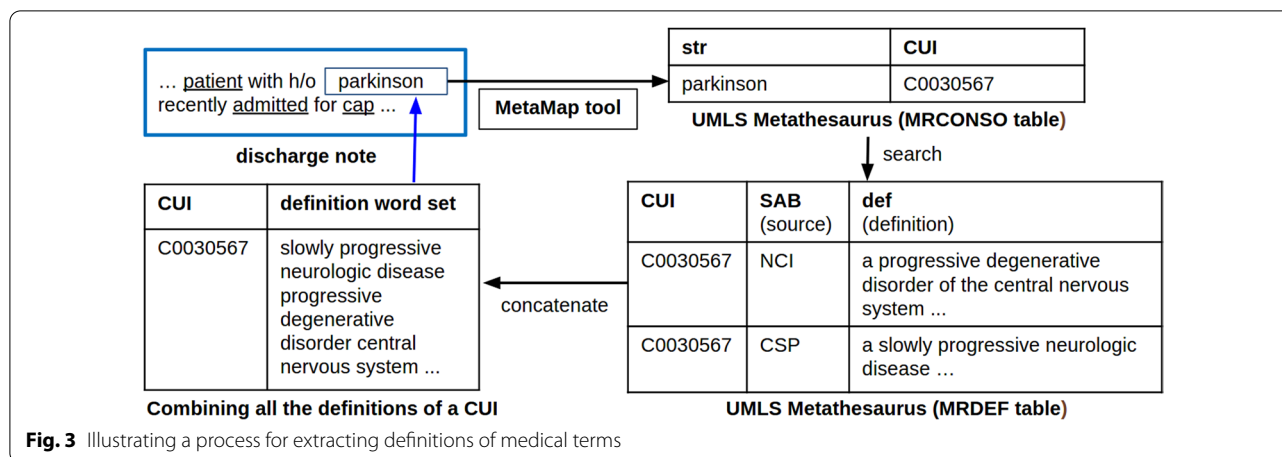 … patient with h/o parkinson
recently admitted for cap ...
discharge note
MetaMap tool
str CUI
parkinson C0030567
UMLS Metathesaurus (MRCONSO table)
search
CUI SAB def
(source) (definition)
C0030567 NCI a progressive degenerative
disorder of the central nervous
system ...
C0030567 CSP a slowly progressive neurologic
disease …
UMLS Metathesaurus (MRDEF table)
concatenate
CUI definition word set
C0030567 slowly progressive
neurologic disease
progressive
degenerative
disorder central
nervous system ...
Combining all the definitions of a CUI
Fig. 3 Illustrating a process for extracting definitions of medical terms